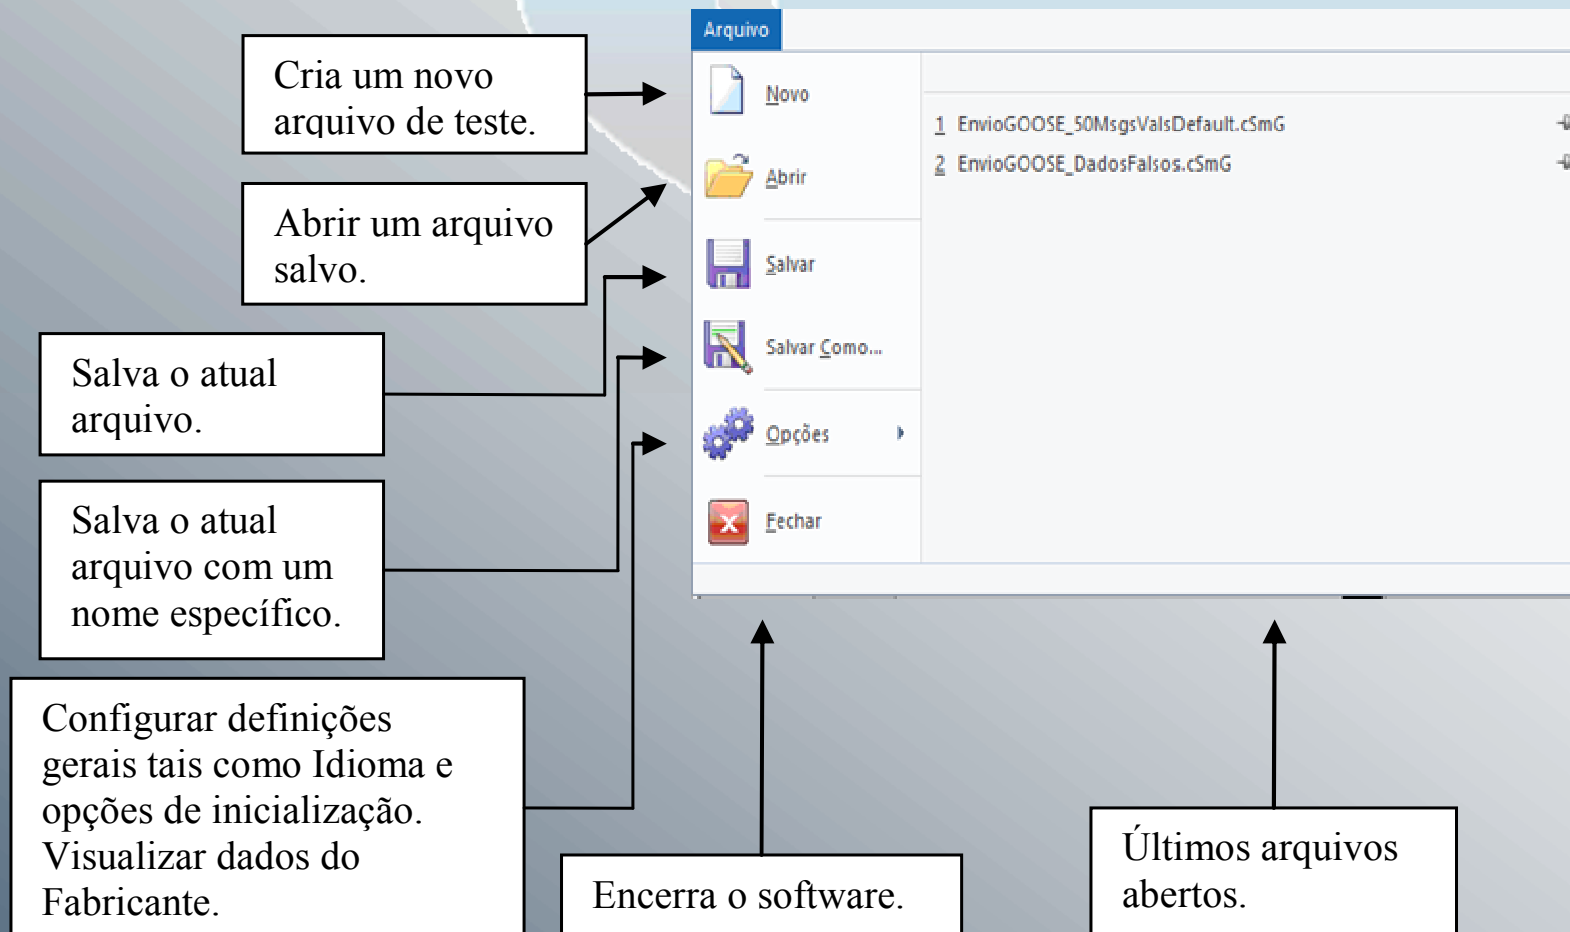 Arquivo
Cria um novo
arquivo de teste.
Abrir um arquivo
salvo.
Salva o atual
arquivo.
Salva o atual
arquivo com um
nome específico.
Configurar definições
gerais tais como Idioma e
opções de inicialização.
Visualizar dados do
Fabricante.
Novo
Abrir
Salvar
Salvar Como...
Opções
Fechar
1 EnvioGOOSE_50MsgsValsDefault.cSmG
2 EnvioGOOSE_DadosFalsos.cSmG
Encerra o software.
Últimos arquivos
abertos.